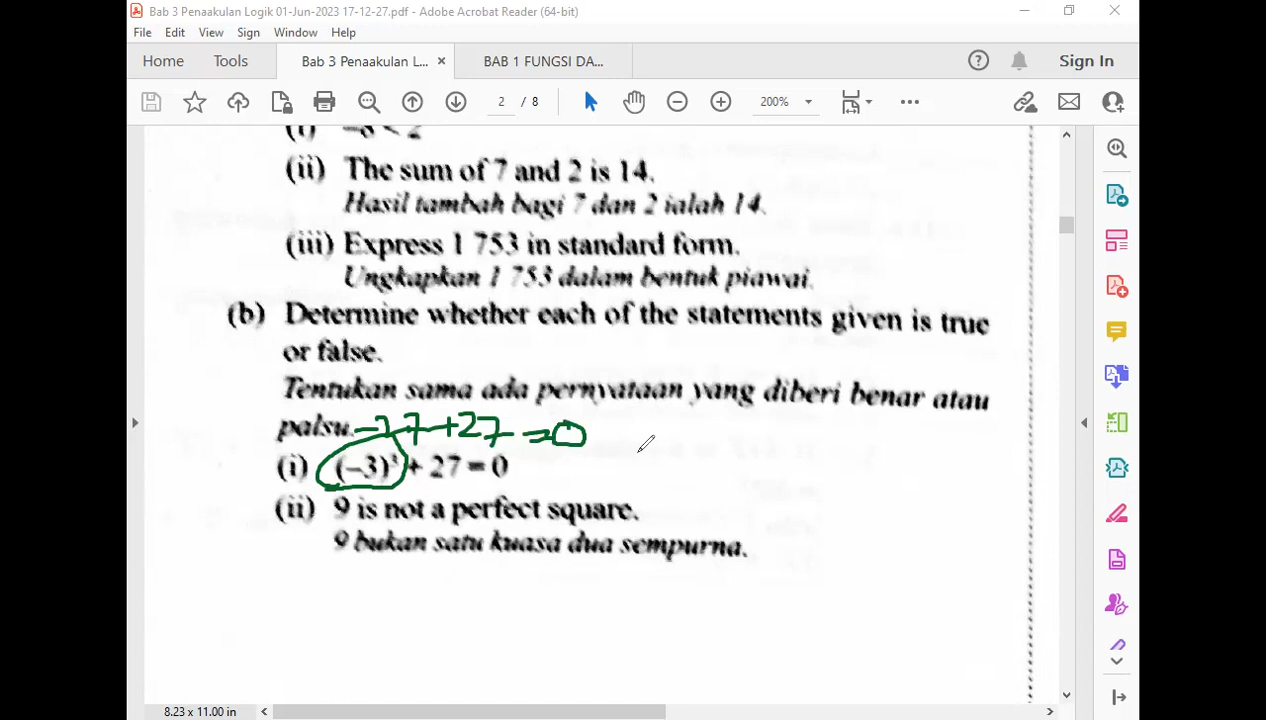 Bab 3 Penaakulan Logik 01-Jun-2023 17-12-27.pdf - Adobe Acrobat Reader (64-bit)
File Edit View Sign Window Help
Home Tools Bab 3 Penaakulan L... × BAB 1 FUNGSI DA... Sign In
2 / 8 200%
(i) –8 < 2
(ii) The sum of 7 and 2 is 14.
Hasil tambah bagi 7 dan 2 ialah 14.
(iii) Express 1 753 in standard form.
Ungkapkan 1 753 dalam bentuk piawai.
(b) Determine whether each of the statements given is true
or false.
Tentukan sama ada pernyataan yang diberi benar atau
palsu.
+27 =0
(i) (–3)³ + 27 = 0
(ii) 9 is not a perfect square.
9 bukan satu kuasa dua sempurna.
8.23 x 11.00 in